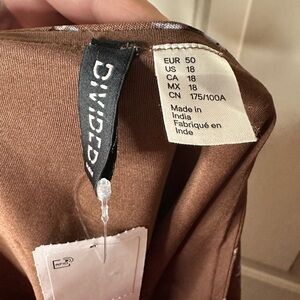 DIVIDED
EUR 50
US 18
CA 18
MX 18
CN 175/100A
Made in
India
Fabriqué en
Inde